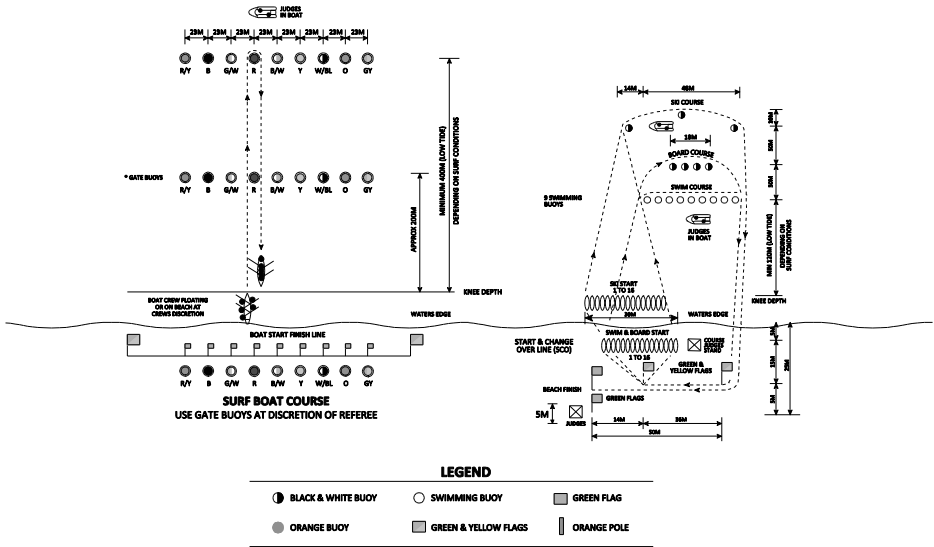 JUDGES
IN BOAT
23M 23M 23M 23M 23M 23M 23M 23M
R/Y B G/W R B/W Y W/BL O GY
* GATE BUOYS
R/Y B G/W R B/W Y W/BL O GY
APPROX 200M
MINIMUM 400M (LOW TIDE)
DEPENDING ON SURF CONDITIONS
KNEE DEPTH
BOAT CREW FLOATING
OR ON BEACH AT
CREWS DISCRETION
WATERS EDGE
BOAT START FINISH LINE
R/Y B G/W R B/W Y W/BL O GY
SURF BOAT COURSE
USE GATE BUOYS AT DISCRETION OF REFEREE
14M 46M
SKI COURSE
18M
BOARD COURSE
SWIM COURSE
9 SWIMMING
BUOYS
JUDGES
IN BOAT
50M
MIN 120M (LOW TIDE)
DEPENDING ON
SURF CONDITIONS
SKI START
1 TO 16
KNEE DEPTH
30M
WATERS EDGE
START & CHANGE
OVER LINE (SCO)
SWIM & BOARD START
1 TO 16
COURSE
JUDGES
STAND
GREEN &
YELLOW FLAGS
15M
25M
BEACH FINISH
GREEN FLAGS
5M
5M
JUDGES
14M 36M
50M
LEGEND
BLACK & WHITE BUOY
SWIMMING BUOY
GREEN FLAG
ORANGE BUOY
GREEN & YELLOW FLAGS
ORANGE POLE